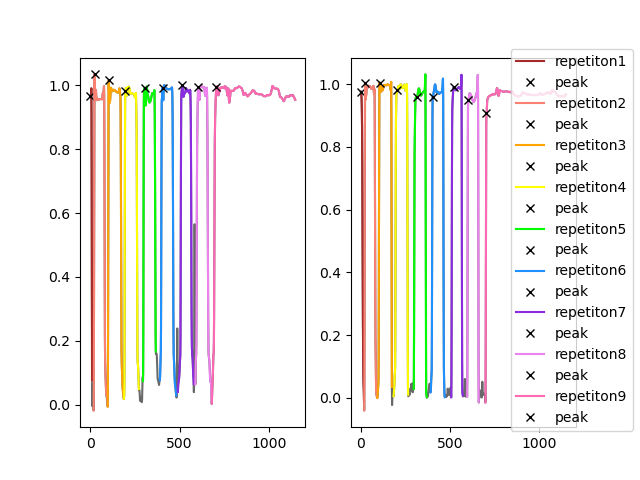 1.0
0.8
0.6
0.4
0.2
0.0
0
500
1000
1.0
0.8
0.6
0.4
0.2
0.0
0
500
1000
repetiton1
peak
repetiton2
peak
repetiton3
peak
repetiton4
peak
repetiton5
peak
repetiton6
peak
repetiton7
peak
repetiton8
peak
repetiton9
peak